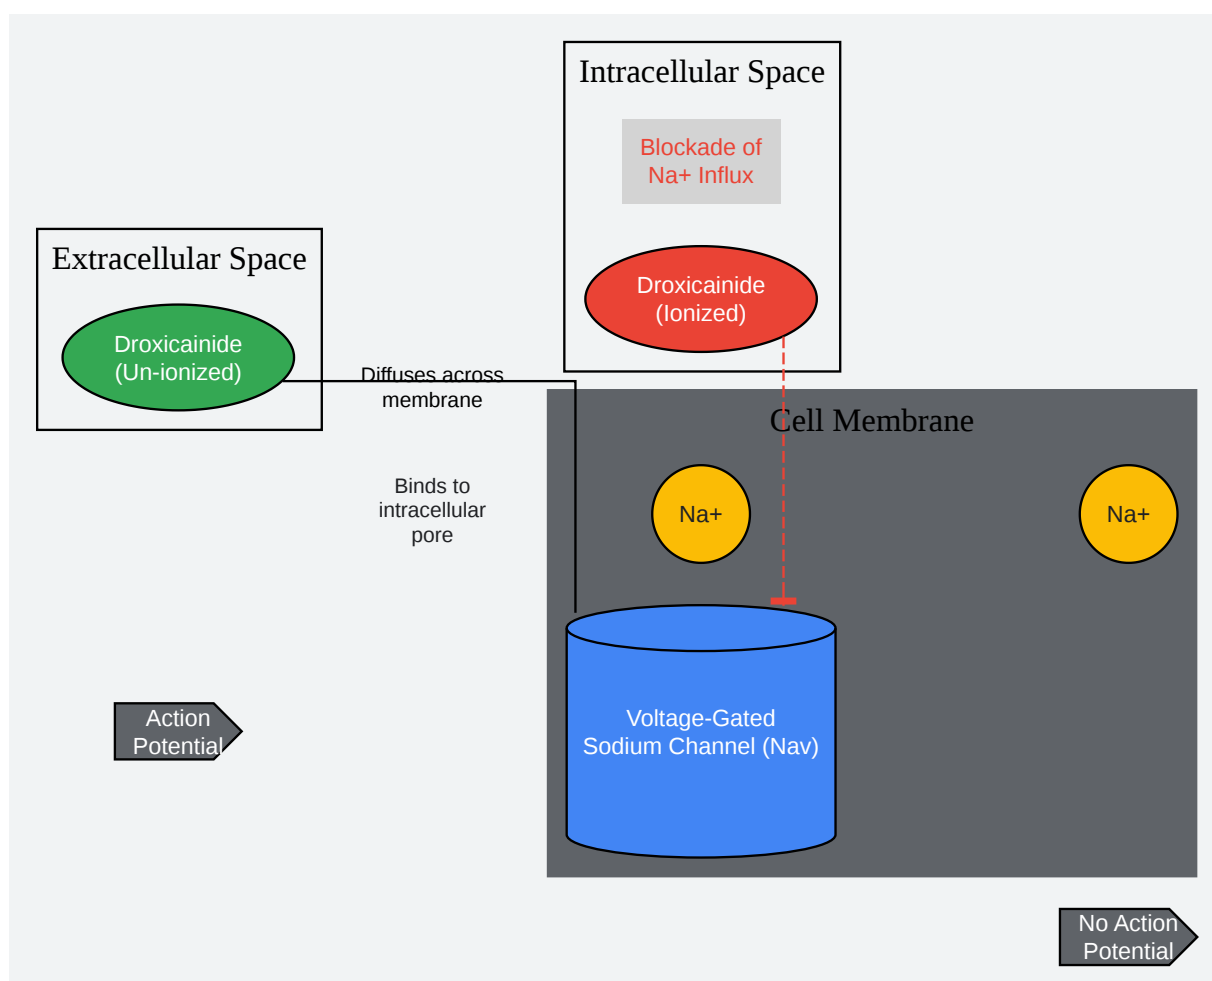 Intracellular Space
Blockade of
Na+ Influx
Extracellular Space
Droxicainide
(Ionized)
Droxicainide
(Un-ionized)
Diffuses across
membrane
Cell Membrane
Binds to
intracellular
pore
Na+
Na+
Action
Potential
Voltage-Gated
Sodium Channel (Nav)
No Action
Potential